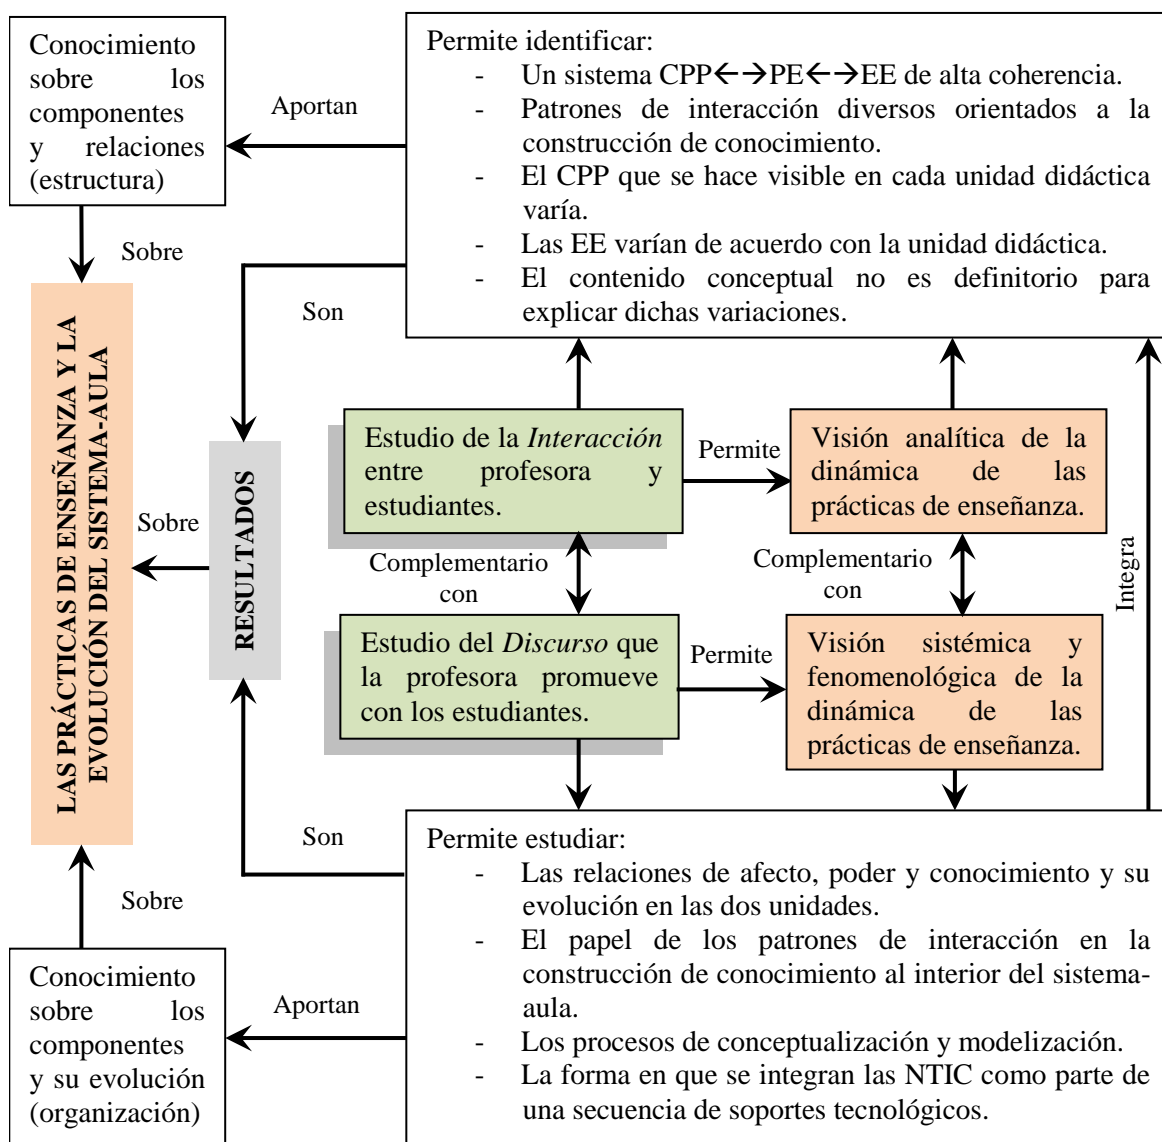 Conocimiento
sobre los
componentes
y relaciones
(estructura)
Aportan
Permite identificar:
- Un sistema CPP←→PE←→EE de alta coherencia.
- Patrones de interacción diversos orientados a la
construcción de conocimiento.
- El CPP que se hace visible en cada unidad didáctica
varía.
- Las EE varían de acuerdo con la unidad didáctica.
- El contenido conceptual no es definitorio para
explicar dichas variaciones.
Sobre
Son
LAS PRÁCTICAS DE ENSEÑANZA Y LA
EVOLUCIÓN DEL SISTEMA-AULA
Sobre
RESULTADOS
Estudio de la Interacción
entre profesora y
estudiantes.
Permite
Visión analítica de la
dinámica de las
prácticas de enseñanza.
Complementario
con
Complementario
con
Integra
Estudio del Discurso que
la profesora promueve
con los estudiantes.
Permite
Visión sistémica y
fenomenológica de la
dinámica de las
prácticas de enseñanza.
Son
Sobre
Permite estudiar:
- Las relaciones de afecto, poder y conocimiento y su
evolución en las dos unidades.
- El papel de los patrones de interacción en la
construcción de conocimiento al interior del sistema-
aula.
- Los procesos de conceptualización y modelización.
- La forma en que se integran las NTIC como parte de
una secuencia de soportes tecnológicos.
Aportan
Conocimiento
sobre los
componentes
y su evolución
(organización)